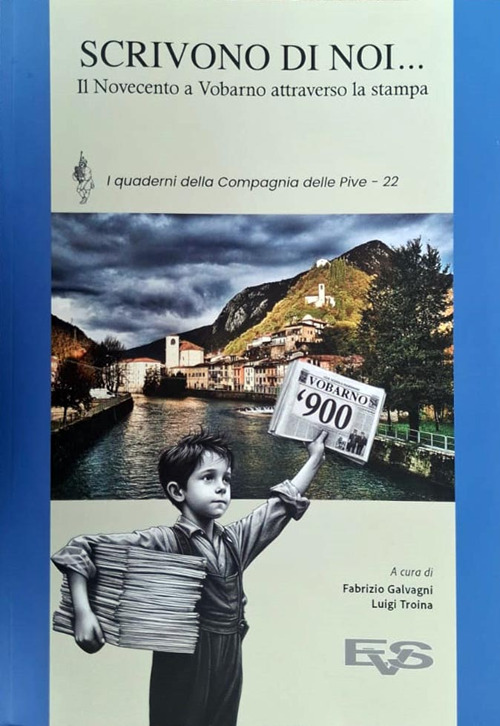 SCRIVONO DI NOI...
Il Novecento a Vobarno attraverso la stampa
I quaderni della Compagnia delle Pive - 22
VOBARNO
‘900
A cura di
Fabrizio Galvagni
Luigi Troina
EVS